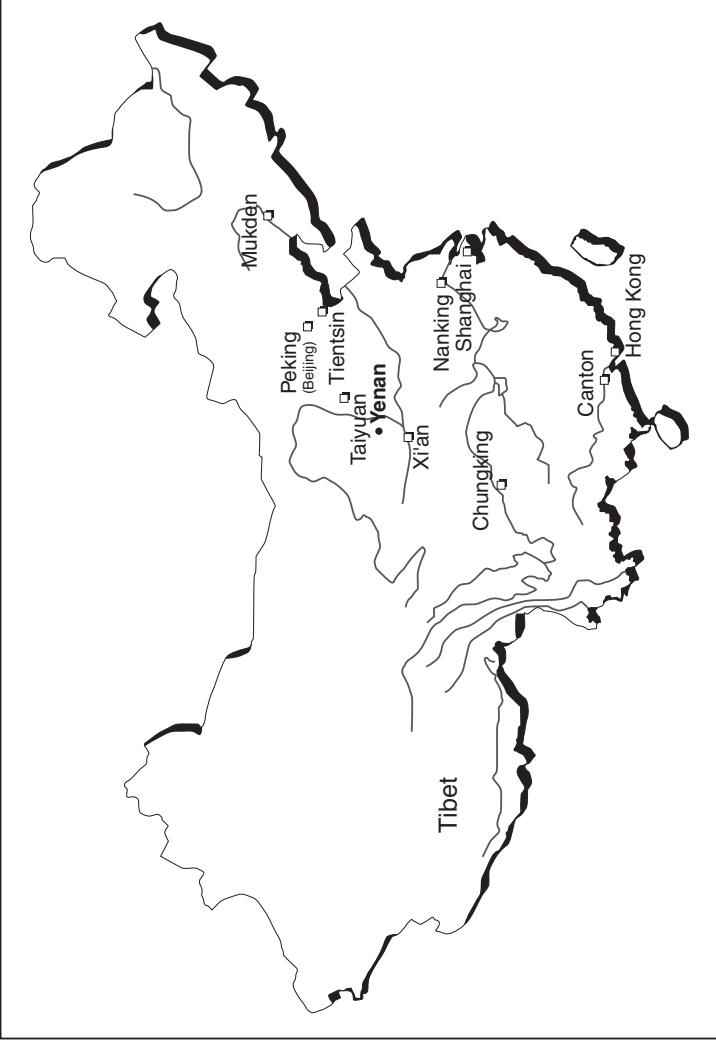 Mukden
Peking
(Beijing)
Tientsin
Taiyuan
Yenan
Xi'an
Nanking
Shanghai
Chungking
Canton
Hong Kong
Tibet